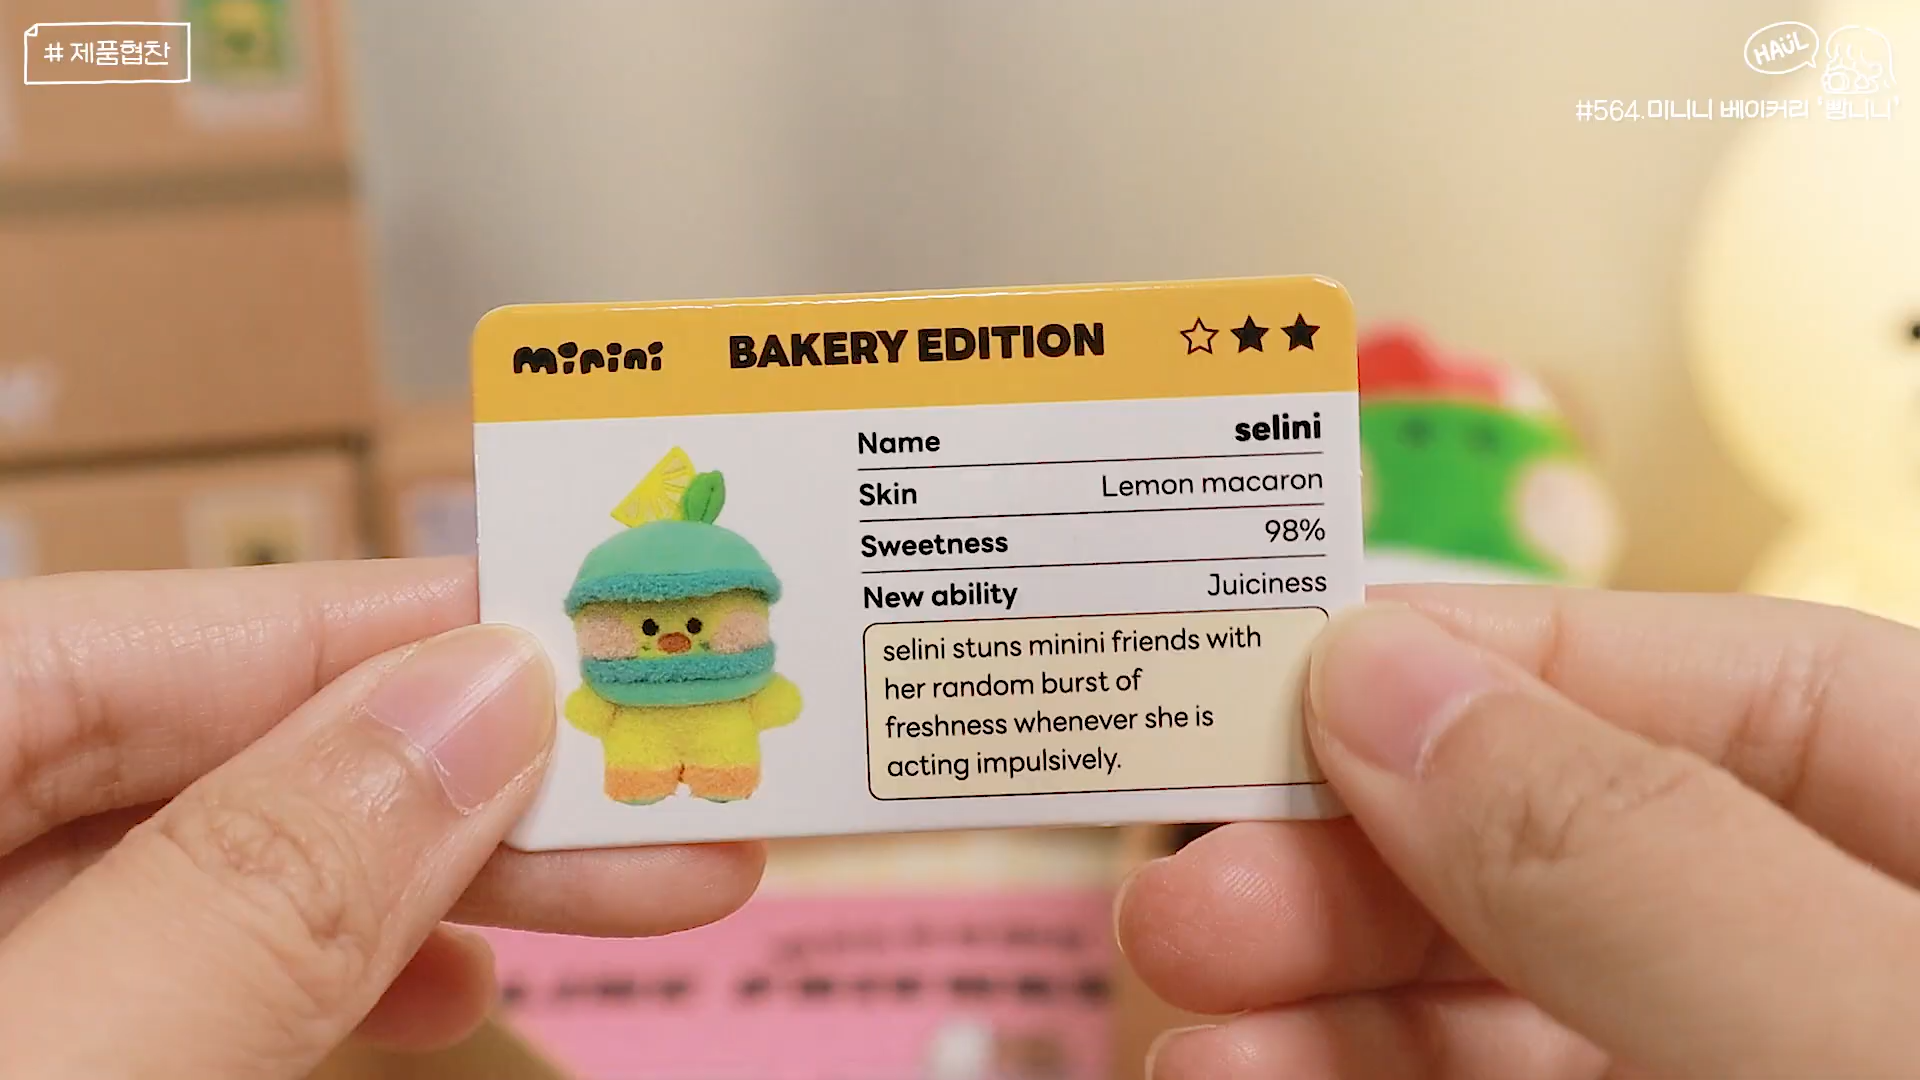 # 제품협찬
HAÜL
#564.미니니 베이커리 '빵니니'
minini BAKERY EDITION ☆★★
Name selini
Skin Lemon macaron
Sweetness 98%
New ability Juiciness
selini stuns minini friends with
her random burst of
freshness whenever she is
acting impulsively.